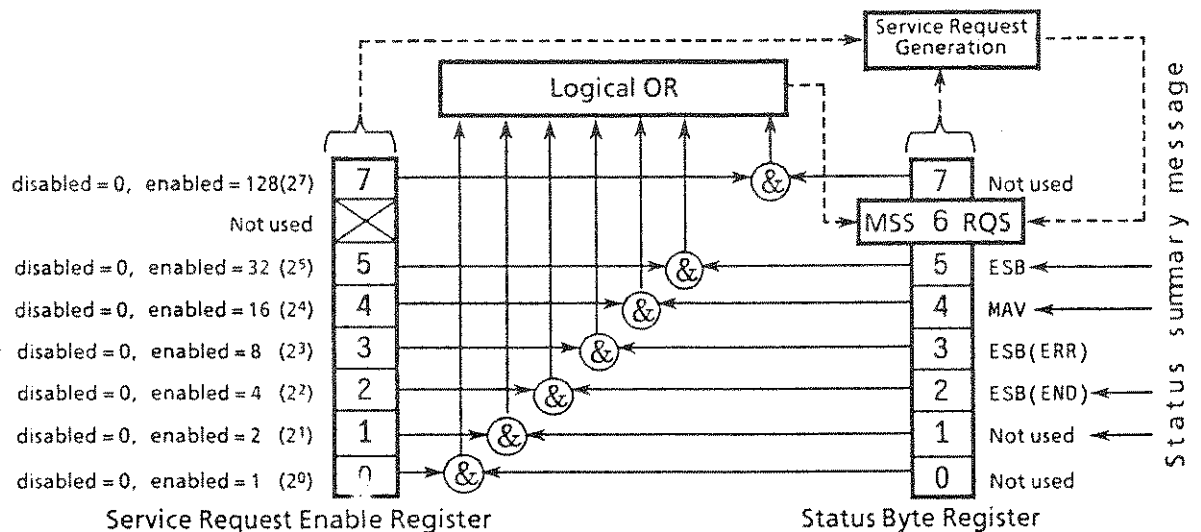 Service Request
Generation
Logical OR
Status summary message
disabled = 0, enabled = 128(2⁷) 7 & 7 Not used
Not used MSS 6 RQS
disabled = 0, enabled = 32 (2⁵) 5 & 5 ESB
disabled = 0, enabled = 16 (2⁴) 4 & 4 MAV
disabled = 0, enabled = 8 (2³) 3 & 3 ESB(ERR)
disabled = 0, enabled = 4 (2²) 2 & 2 ESB(END)
disabled = 0, enabled = 2 (2¹) 1 & 1 Not used
disabled = 0, enabled = 1 (2⁰) 0 & 0 Not used
Service Request Enable Register Status Byte Register